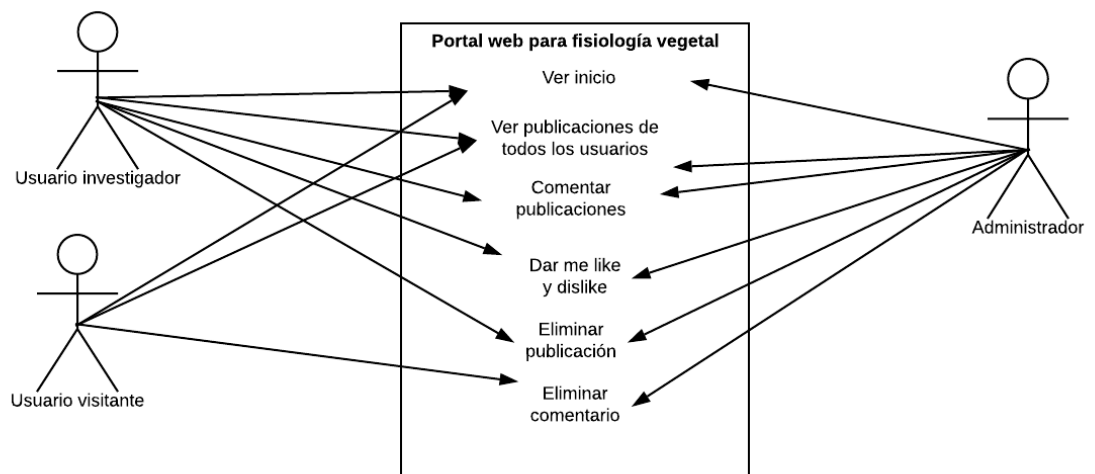 Portal web para fisiología vegetal
Ver inicio
Ver publicaciones de
todos los usuarios
Comentar
publicaciones
Dar me like
y dislike
Eliminar
publicación
Eliminar
comentario
Usuario investigador
Usuario visitante
Administrador